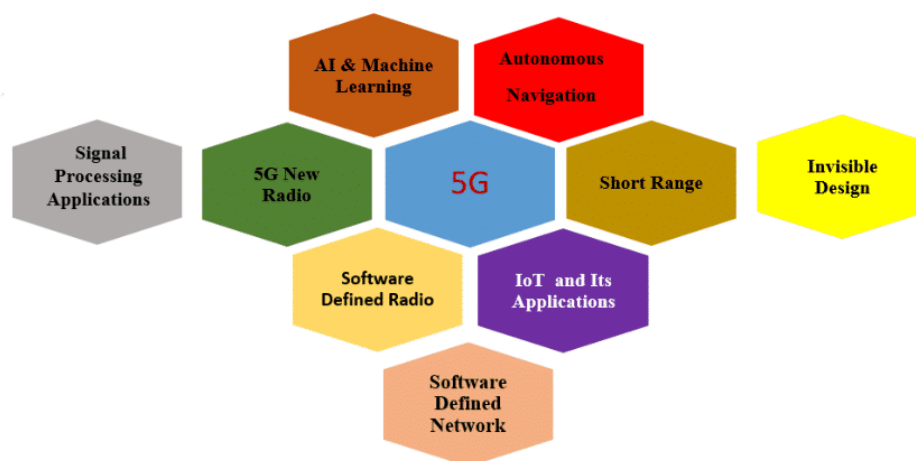 AI & Machine
Learning
Autonomous
Navigation
Signal
Processing
Applications
5G New
Radio
5G
Short Range
Invisible
Design
Software
Defined Radio
IoT and Its
Applications
Software
Defined
Network